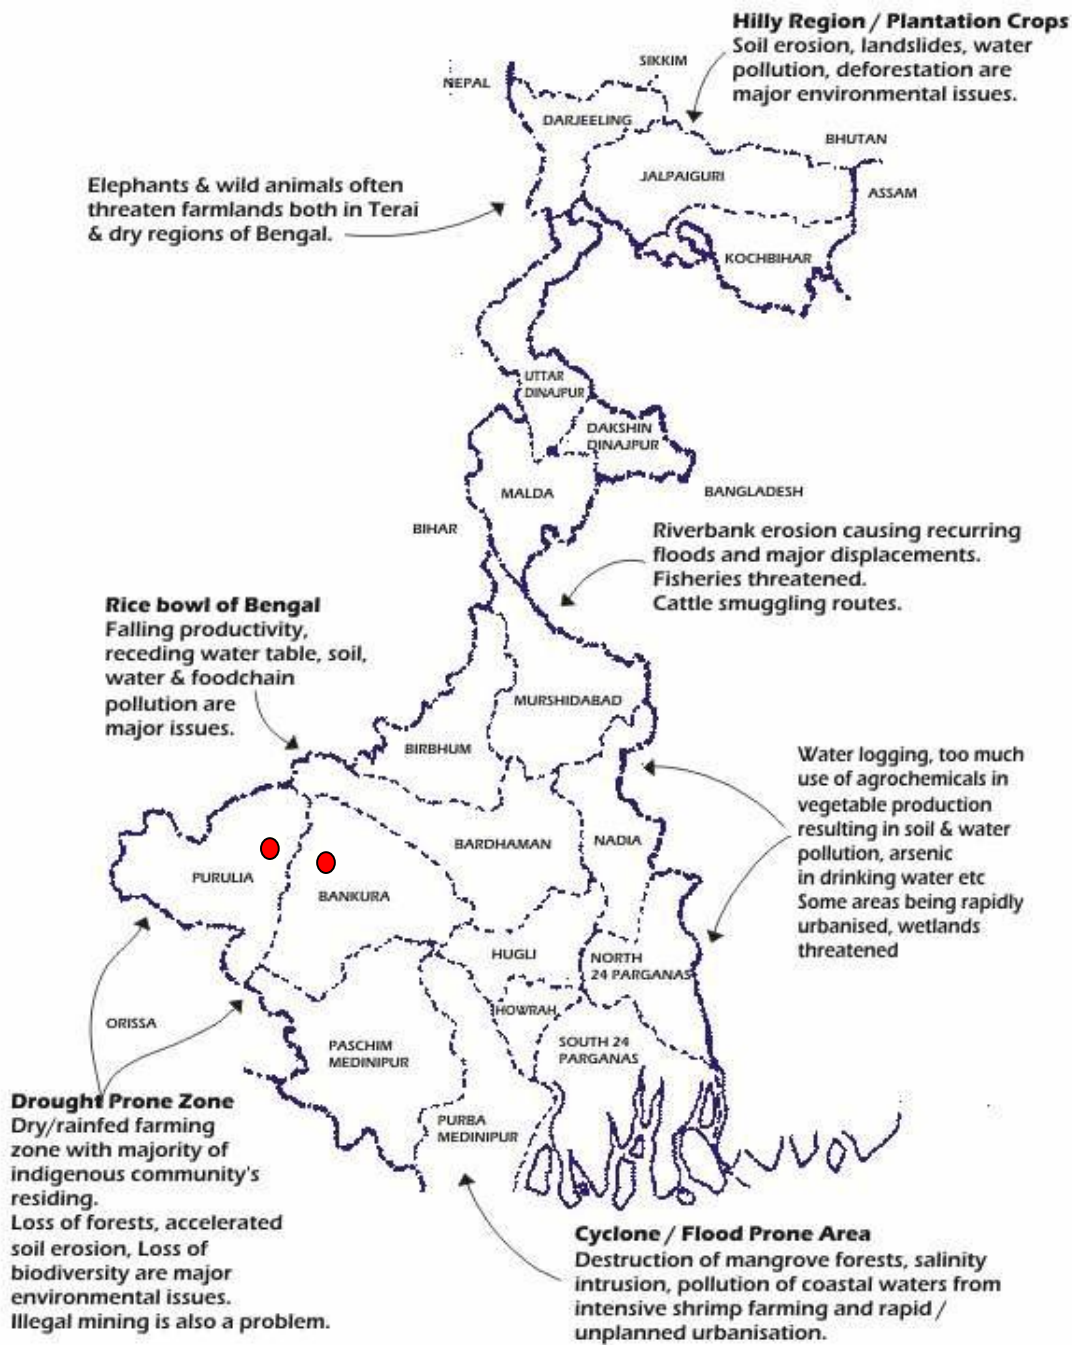 Hilly Region / Plantation Crops
Soil erosion, landslides, water
pollution, deforestation are
major environmental issues.
SIKKIM
NEPAL
DARJEELING
BHUTAN
JALPAIGURI
ASSAM
Elephants & wild animals often
threaten farmlands both in Terai
& dry regions of Bengal.
KOCHBIHAR
UTTAR
DINAJPUR
DAKSHIN
DINAJPUR
MALDA
BANGLADESH
BIHAR
Riverbank erosion causing recurring
floods and major displacements.
Fisheries threatened.
Cattle smuggling routes.
Rice bowl of Bengal
Falling productivity,
receding water table, soil,
water & foodchain
pollution are
major issues.
MURSHIDABAD
BIRBHUM
Water logging, too much
use of agrochemicals in
vegetable production
resulting in soil & water
pollution, arsenic
in drinking water etc
Some areas being rapidly
urbanised, wetlands
threatened
BARDHAMAN
NADIA
PURULIA
BANKURA
HUGLI
NORTH
24 PARGANAS
HOWRAH
ORISSA
PASCHIM
MEDINIPUR
SOUTH 24
PARGANAS
PURBA
MEDINIPUR
Drought Prone Zone
Dry/rainfed farming
zone with majority of
indigenous community's
residing.
Loss of forests, accelerated
soil erosion, Loss of
biodiversity are major
environmental issues.
Illegal mining is also a problem.
Cyclone / Flood Prone Area
Destruction of mangrove forests, salinity
intrusion, pollution of coastal waters from
intensive shrimp farming and rapid /
unplanned urbanisation.